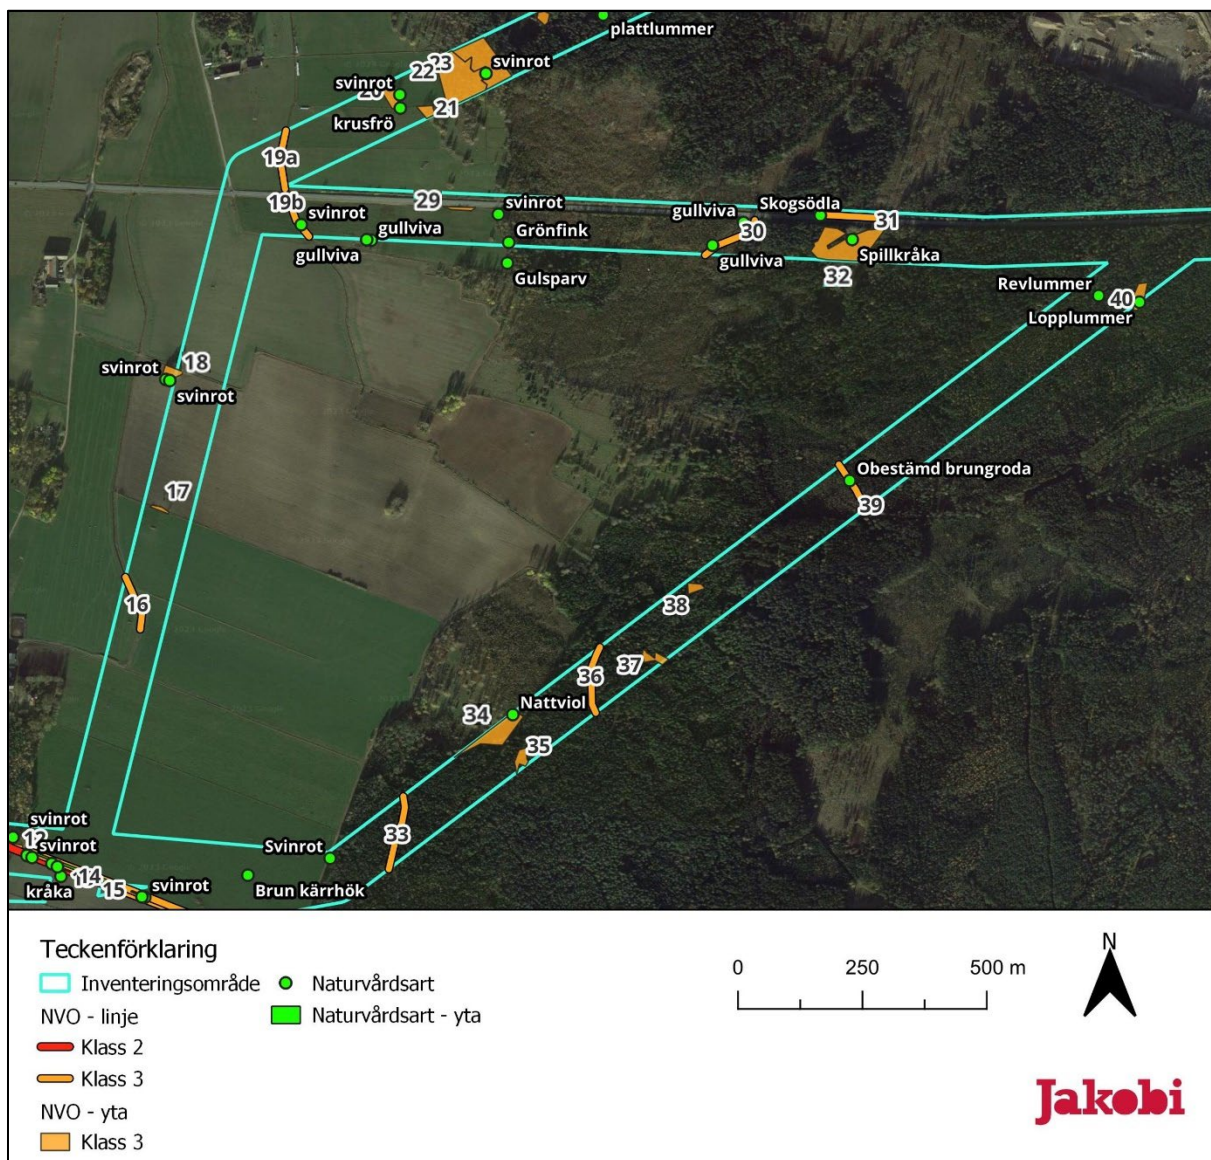 plattlummer
23
22
svinrot
svinrot
20
21
krusfrö
19a
19b
29
svinrot
svinrot
gullviva
Skogsödla
31
gullviva
Grönfink
30
gullviva
gullviva
Spillkråka
Gulsparv
32
Revlummer
40
Lopplummer
18
svinrot
svinrot
Obestämd brungroda
17
39
16
38
37
36
Nattviol
34
35
svinrot
33
12
svinrot
Svinrot
14
15
svinrot
kråka
Brun kärrhök
Teckenförklaring
Inventeringsområde
Naturvårdsart
NVO - linje
Naturvårdsart - yta
Klass 2
Klass 3
NVO - yta
Klass 3
0 250 500 m
N
Jakobi